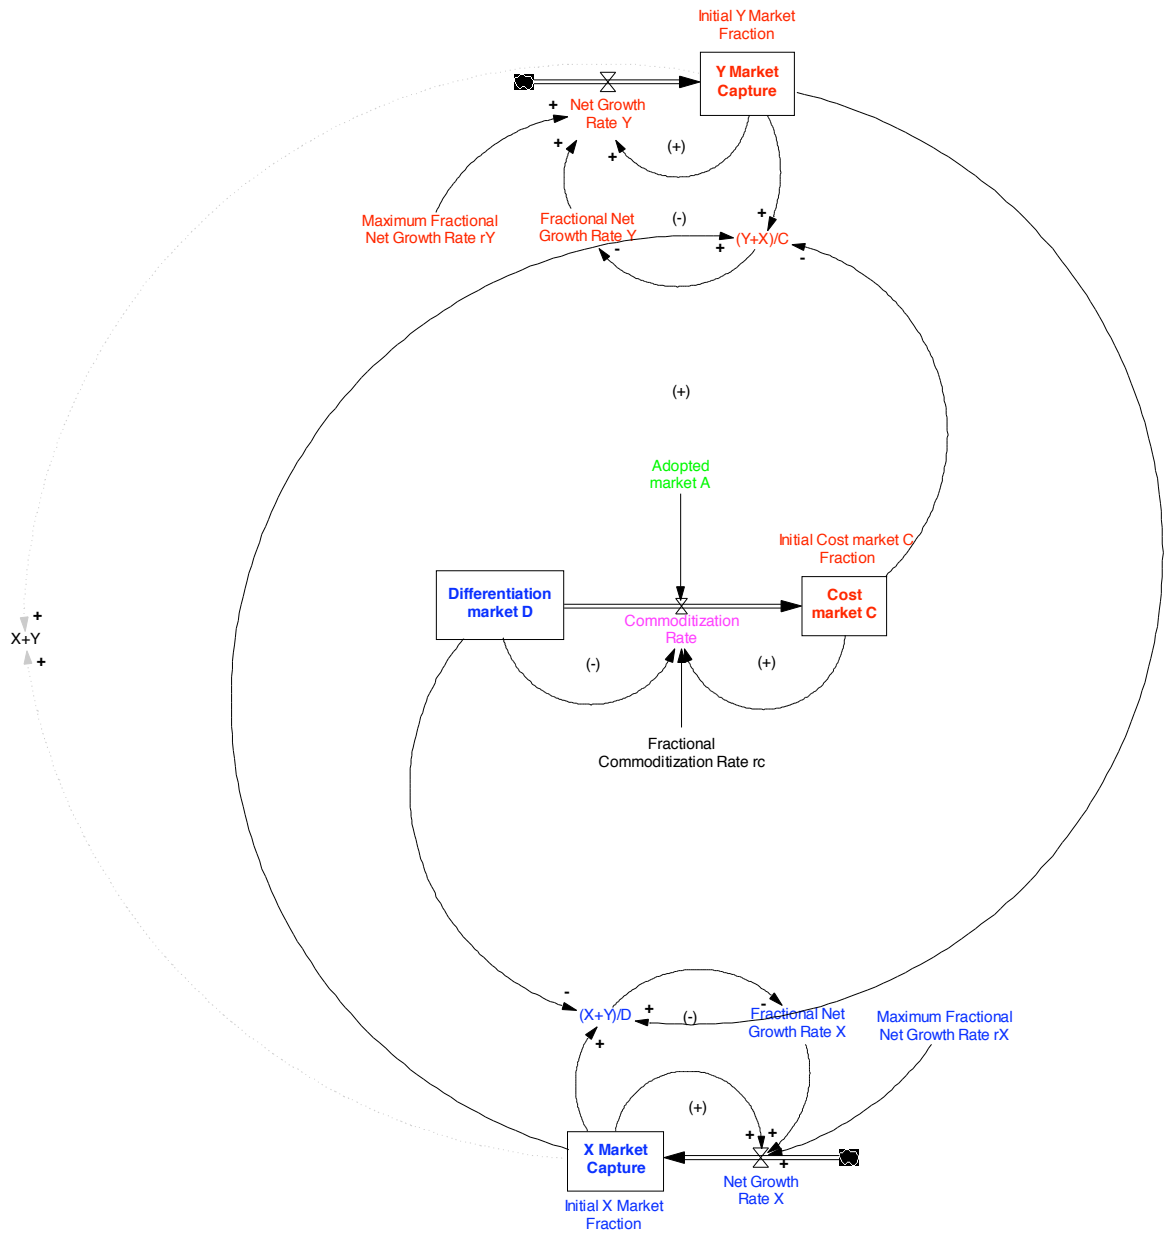 Initial Y Market
Fraction
Y Market
Capture
+
Net Growth
Rate Y
+
+
(+)
Maximum Fractional
Net Growth Rate rY
Fractional Net
Growth Rate Y
(-)
+
-
+
(Y+X)/C
-
(+)
Adopted
market A
Initial Cost market C
Fraction
Differentiation
market D
Cost
market C
Commoditization
Rate
+
X+Y
+
(-)
(+)
Fractional
Commoditization Rate rc
-
(X+Y)/D
+
(-)
-
Fractional Net
Growth Rate X
Maximum Fractional
Net Growth Rate rX
+
(+)
+
+
+
X Market
Capture
Net Growth
Rate X
Initial X Market
Fraction